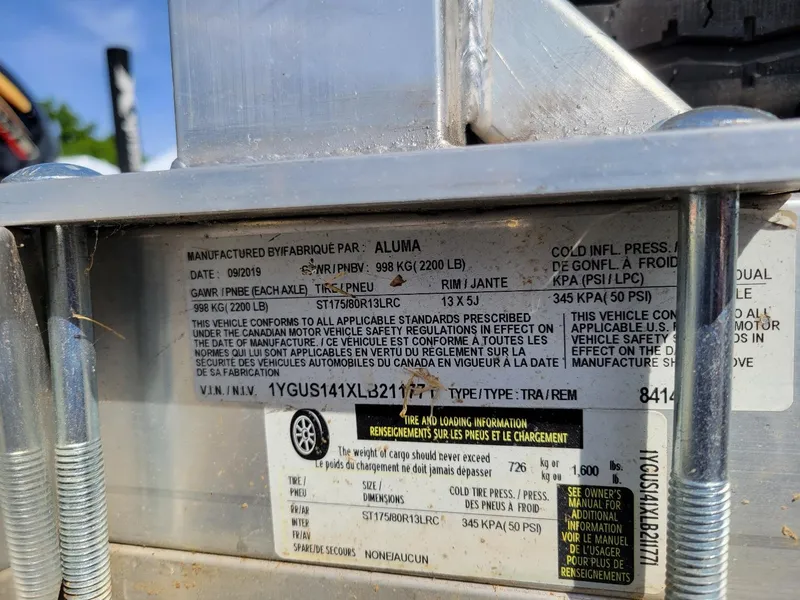 MANUFACTURED BY/FABRIQUÉ PAR : ALUMA
DATE : 09/2019 GVWR/PNBV : 998 KG( 2200 LB)
COLD INFL. PRESS./
DE GONFL. À FROID
KPA (PSI / LPC)
GAWR / PNBE (EACH AXLE) TIRE/PNEU RIM / JANTE
998 KG( 2200 LB) ST175/80R13LRC 13 X 5J 345 KPA( 50 PSI)
DUAL
THIS VEHICLE CONFORMS TO ALL APPLICABLE STANDARDS PRESCRIBED
UNDER THE CANADIAN MOTOR VEHICLE SAFETY REGULATIONS IN EFFECT ON
THE DATE OF MANUFACTURE. / CE VÉHICULE EST CONFORME À TOUTES LES
NORMES QUI LUI SONT APPLICABLES EN VERTU DU RÈGLEMENT SUR LA
SÉCURITÉ DES VÉHICULES AUTOMOBILES DU CANADA EN VIGUEUR À LA DATE
DE SA FABRICATION
THIS VEHICLE CON
APPLICABLE U.S. MOTOR
VEHICLE SAFETY
EFFECT ON THE DA OVE
MANUFACTURE
V.I.N. / N.I.V. 1YGUS141XLB211771 TYPE / TYPE : TRA / REM 8414
TIRE AND LOADING INFORMATION
RENSEIGNEMENTS SUR LES PNEUS ET LE CHARGEMENT
The weight of cargo should never exceed
Le poids du chargement ne doit jamais dépasser
726 kg or 1,600 lbs.
kg ou lb.
TIRE / PNEU SIZE / DIMENSIONS COLD TIRE PRESS. / PRESS. DES PNEUS À FROID
RR/AR
INTER
TR/AV
ST175/80R13LRC 345 KPA( 50 PSI)
SPARE/DE SECOURS NONE/AUCUN
SEE OWNER'S
MANUAL FOR
ADDITIONAL
INFORMATION
VOIR LE MANUEL
DE L'USAGER
POUR PLUS DE
RENSEIGNEMENTS
1YGUS141XLB211771